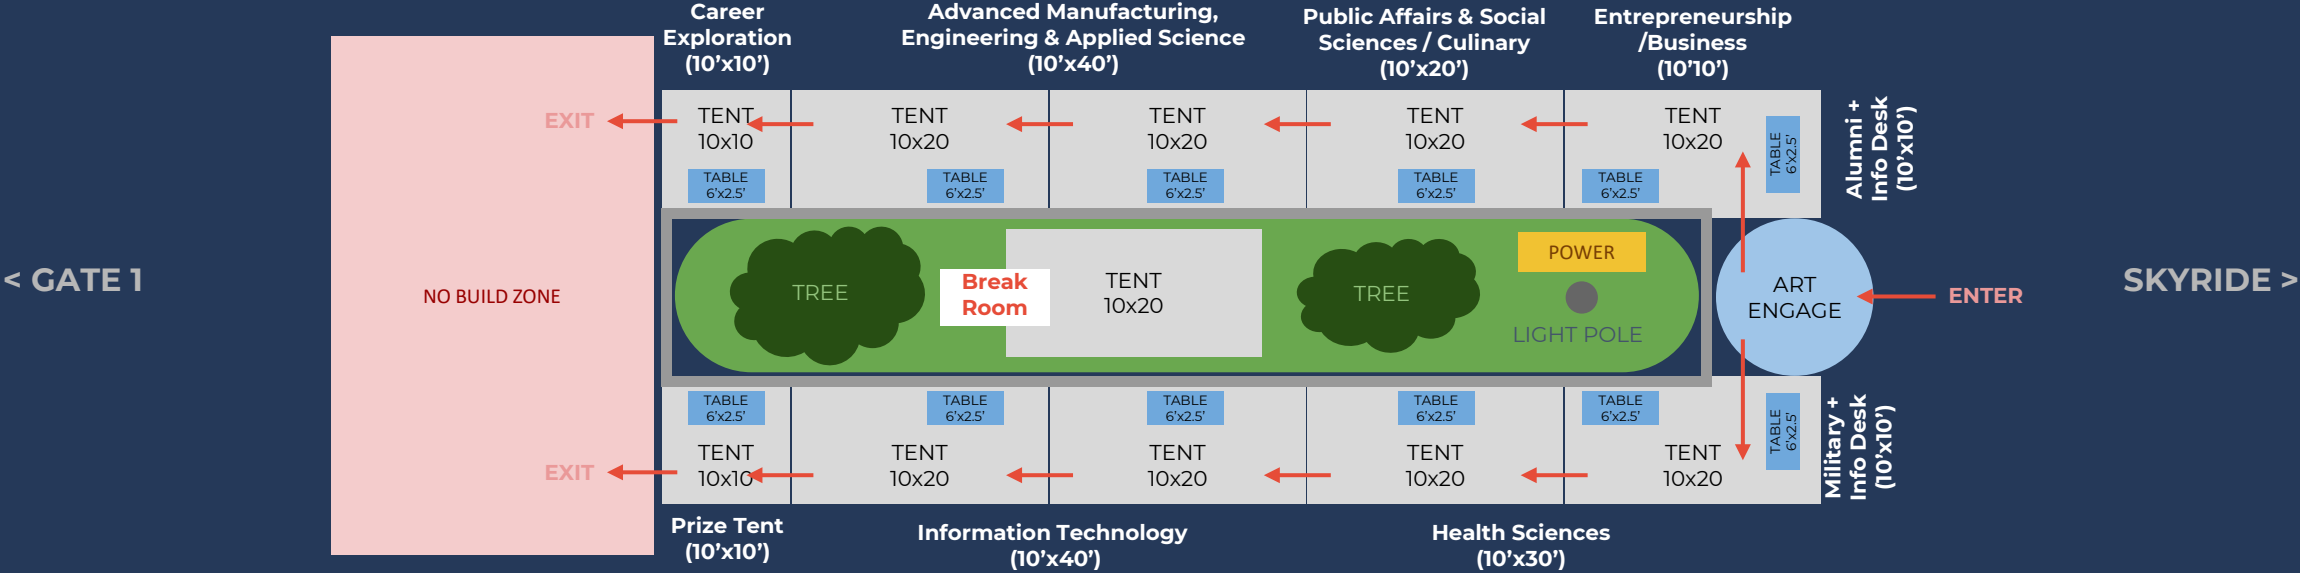 Career
Exploration
(10’x10’)
Advanced Manufacturing,
Engineering & Applied Science
(10’x40’)
Public Affairs & Social
Sciences / Culinary
(10’x20’)
Entrepreneurship
/Business
(10’10’)
EXIT
TENT
10x10
TENT
10x20
TENT
10x20
TENT
10x20
TENT
10x20
TABLE
6’x2.5’
Alumni +
Info Desk
(10’x10’)
TABLE
6’x2.5’
TABLE
6’x2.5’
TABLE
6’x2.5’
TABLE
6’x2.5’
TABLE
6’x2.5’
< GATE 1
NO BUILD ZONE
TREE
Break
Room
TENT
10x20
TREE
POWER
LIGHT POLE
ART
ENGAGE
ENTER
SKYRIDE >
TABLE
6’x2.5’
TABLE
6’x2.5’
TABLE
6’x2.5’
TABLE
6’x2.5’
TABLE
6’x2.5’
EXIT
TENT
10x10
TENT
10x20
TENT
10x20
TENT
10x20
TENT
10x20
TABLE
6’x2.5’
Military +
Info Desk
(10’x10’)
Prize Tent
(10’x10’)
Information Technology
(10’x40’)
Health Sciences
(10’x30’)